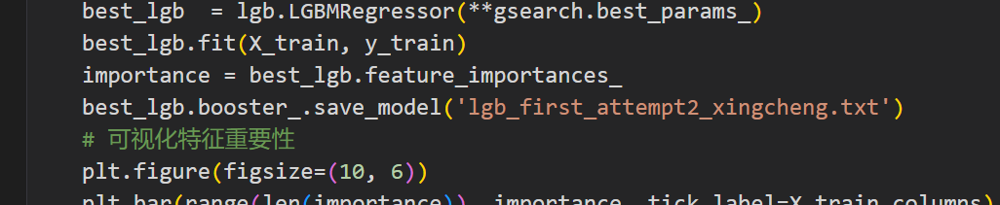 best_lgb  = lgb.LGBMRegressor(**gsearch.best_params_)
best_lgb.fit(X_train, y_train)
importance = best_lgb.feature_importances_
best_lgb.booster_.save_model('lgb_first_attempt2_xingcheng.txt')
# 可视化特征重要性
plt.figure(figsize=(10, 6))
plt.bar(range(len(importance)), importance, tick_label=X_train.columns)